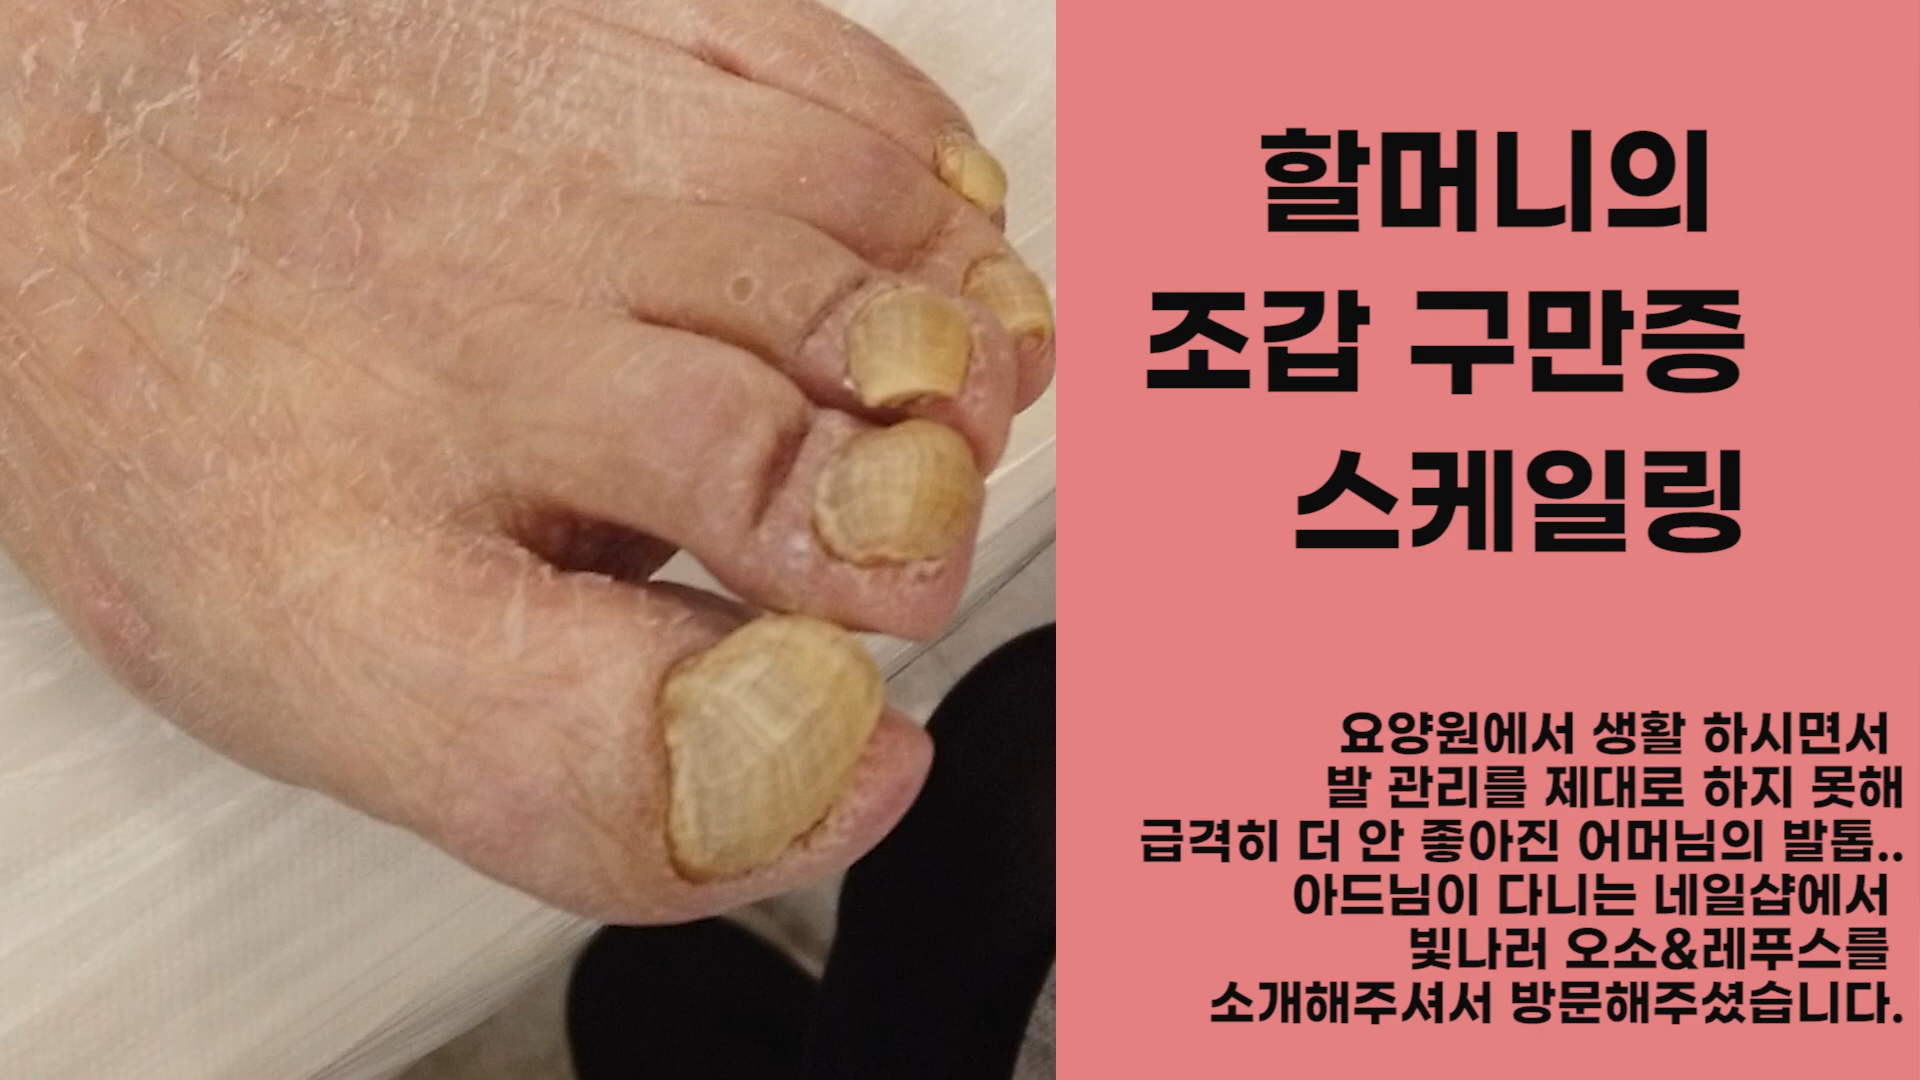 할머니의
조갑 구만증
스케일링
요양원에서 생활 하시면서
발 관리를 제대로 하지 못해
급격히 더 안 좋아진 어머님의 발톱..
아드님이 다니는 네일샵에서
빛나러 오소&레푸스를
소개해주셔서 방문해주셨습니다.